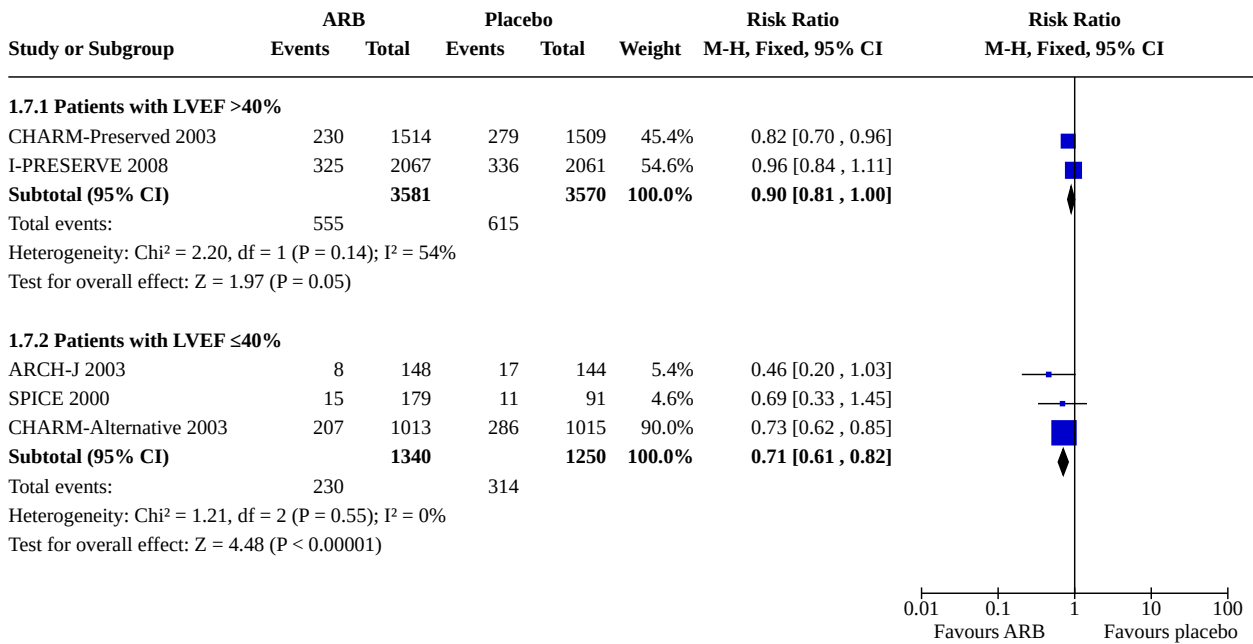 ARB Placebo Risk Ratio Risk Ratio
Study or Subgroup Events Total Events Total Weight M-H, Fixed, 95% CI M-H, Fixed, 95% CI
1.7.1 Patients with LVEF >40%
CHARM-Preserved 2003 230 1514 279 1509 45.4% 0.82 [0.70 , 0.96]
I-PRESERVE 2008 325 2067 336 2061 54.6% 0.96 [0.84 , 1.11]
Subtotal (95% CI) 3581 3570 100.0% 0.90 [0.81 , 1.00]
Total events: 555 615
Heterogeneity: Chi² = 2.20, df = 1 (P = 0.14); I² = 54%
Test for overall effect: Z = 1.97 (P = 0.05)
1.7.2 Patients with LVEF ≤40%
ARCH-J 2003 8 148 17 144 5.4% 0.46 [0.20 , 1.03]
SPICE 2000 15 179 11 91 4.6% 0.69 [0.33 , 1.45]
CHARM-Alternative 2003 207 1013 286 1015 90.0% 0.73 [0.62 , 0.85]
Subtotal (95% CI) 1340 1250 100.0% 0.71 [0.61 , 0.82]
Total events: 230 314
Heterogeneity: Chi² = 1.21, df = 2 (P = 0.55); I² = 0%
Test for overall effect: Z = 4.48 (P < 0.00001)
0.01 0.1 1 10 100
Favours ARB Favours placebo